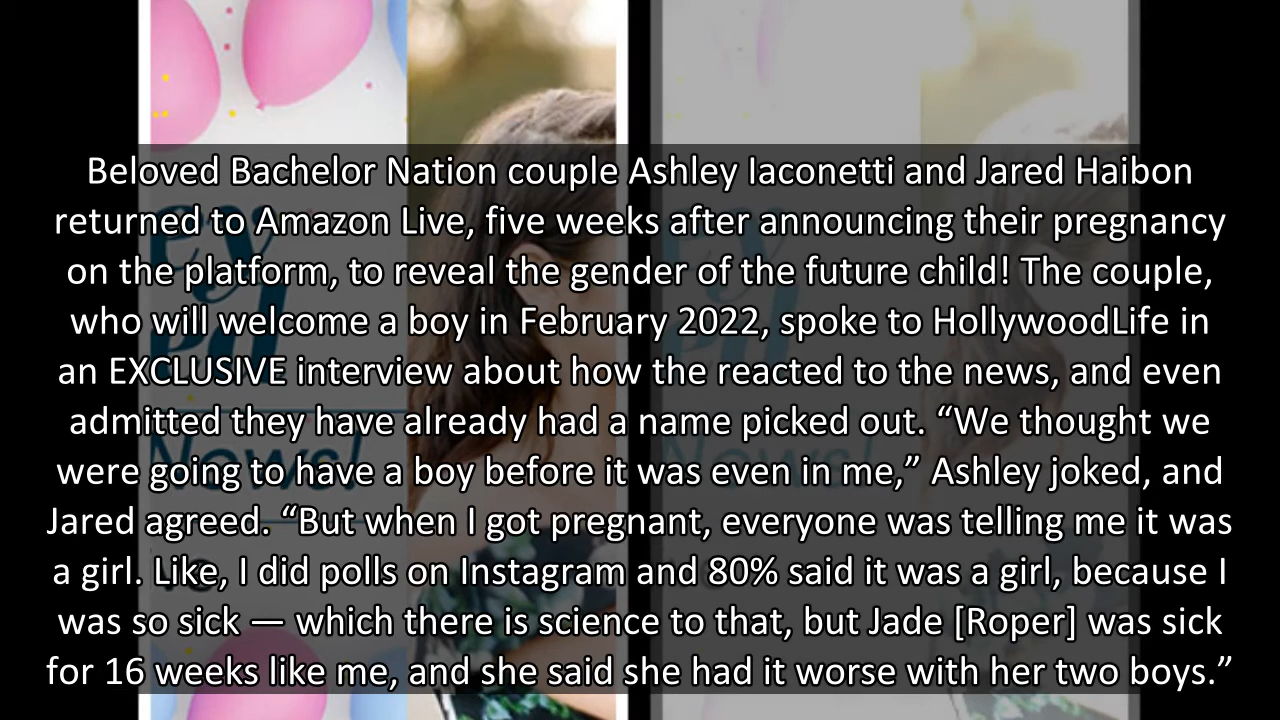 Beloved Bachelor Nation couple Ashley Iaconetti and Jared Haibon
returned to Amazon Live, five weeks after announcing their pregnancy
on the platform, to reveal the gender of the future child! The couple,
who will welcome a boy in February 2022, spoke to HollywoodLife in
an EXCLUSIVE interview about how the reacted to the news, and even
admitted they have already had a name picked out. “We thought we
were going to have a boy before it was even in me,” Ashley joked, and
Jared agreed. “But when I got pregnant, everyone was telling me it was
a girl. Like, I did polls on Instagram and 80% said it was a girl, because I
was so sick — which there is science to that, but Jade [Roper] was sick
for 16 weeks like me, and she said she had it worse with her two boys.”
News!